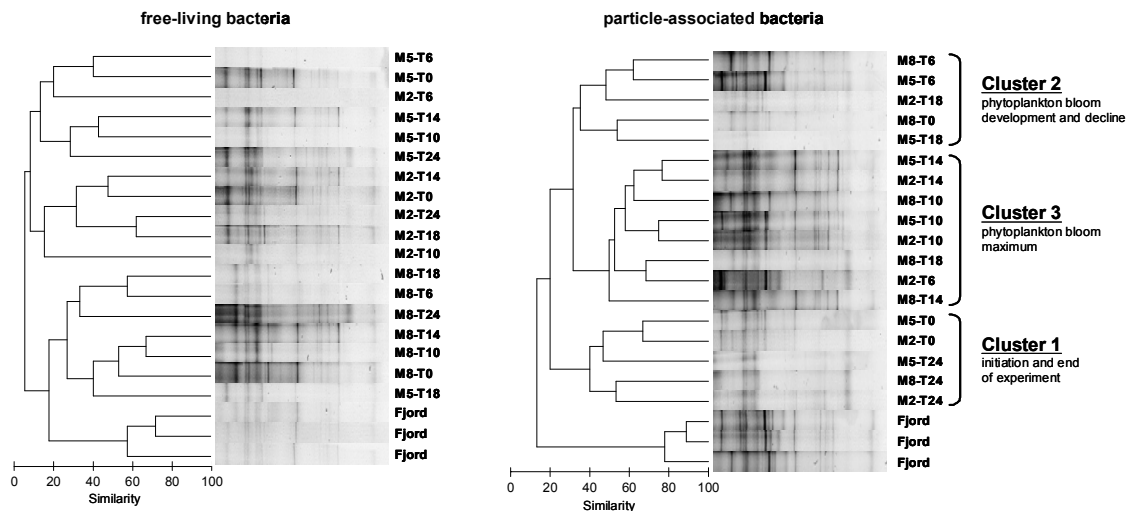 free-living bacteria
M5-T6
M5-T0
M2-T6
M5-T14
M5-T10
M5-T24
M2-T14
M2-T0
M2-T24
M2-T18
M2-T10
M8-T18
M8-T6
M8-T24
M8-T14
M8-T10
M8-T0
M5-T18
Fjord
Fjord
Fjord
0 20 40 60 80 100
Similarity
particle-associated bacteria
M8-T6
M5-T6
M2-T18
M8-T0
M5-T18
M5-T14
M2-T14
M8-T10
M5-T10
M2-T10
M8-T18
M2-T6
M8-T14
M5-T0
M2-T0
M5-T24
M8-T24
M2-T24
Fjord
Fjord
Fjord
0 20 40 60 80 100
Similarity
Cluster 2
phytoplankton bloom
development and decline
Cluster 3
phytoplankton bloom
maximum
Cluster 1
initiation and end
of experiment